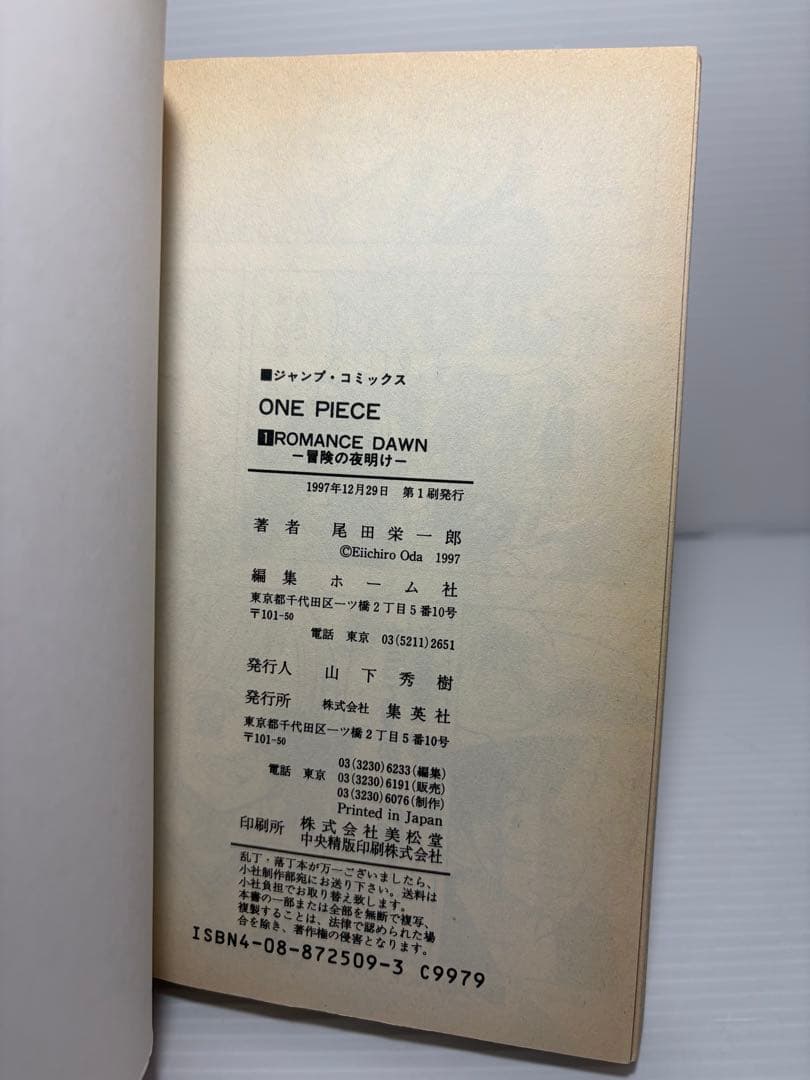 ■ジャンプ・コミックス
ONE PIECE
1 ROMANCE DAWN
―冒険の夜明け―
1997年12月29日 第1刷発行
著者 尾田栄一郎
©Eiichiro Oda 1997
編集 ホーム社
東京都千代田区一ツ橋2丁目5番10号
〒101-50
電話 東京 03(5211)2651
発行人 山下秀樹
発行所 株式会社 集英社
東京都千代田区一ツ橋2丁目5番10号
〒101-50
03(3230)6233(編集)
電話 東京 03(3230)6191(販売)
03(3230)6076(制作)
Printed in Japan
印刷所 株式会社美松堂
中央精版印刷株式会社
乱丁・落丁本が万一ございましたら、
小社制作部宛にお送り下さい。送料は
小社負担でお取り替え致します。
本書の一部または全部を無断で複写、
複製することは、法律で認められた場
合を除き、著作権の侵害となります。
ISBN4-08-872509-3 C9979